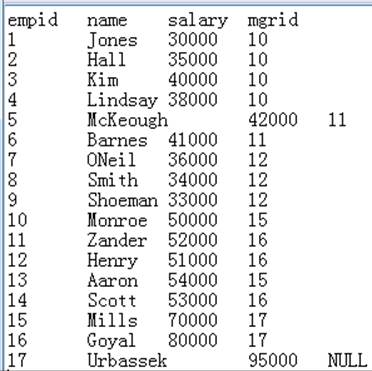 empid name salary mgrid
1 Jones 30000 10
2 Hall 35000 10
3 Kim 40000 10
4 Lindsay 38000 10
5 McKeough 42000 11
6 Barnes 41000 11
7 ONeil 36000 12
8 Smith 34000 12
9 Shoeman 33000 12
10 Monroe 50000 15
11 Zander 52000 16
12 Henry 51000 16
13 Aaron 54000 15
14 Scott 53000 16
15 Mills 70000 17
16 Goyal 80000 17
17 Urbassek 95000 NULL